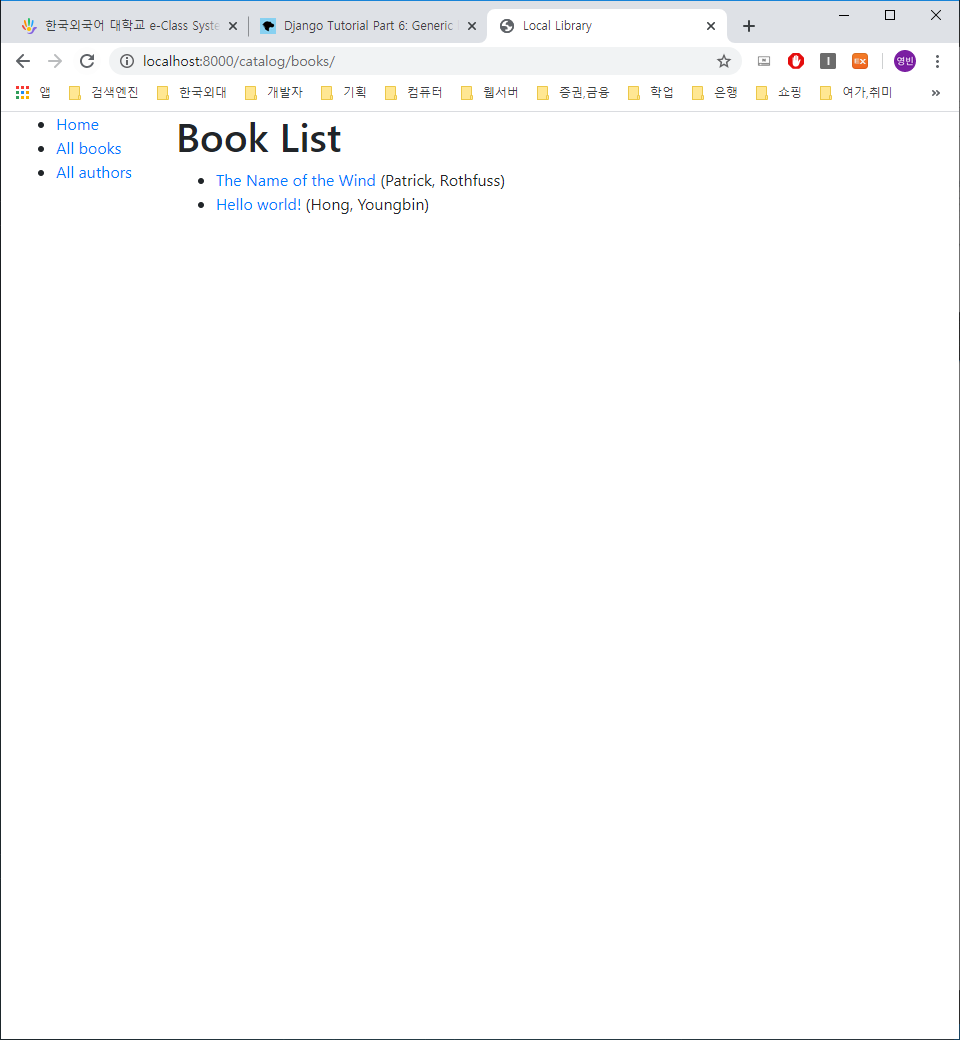 한국외국어 대학교 e-Class Syste
Django Tutorial Part 6: Generic
Local Library
localhost:8000/catalog/books/
영빈
앱 검색엔진 한국외대 개발자 기획 컴퓨터 웹서버 증권,금융 학업 은행 쇼핑 여가,취미 »
Home
All books
All authors
Book List
The Name of the Wind (Patrick, Rothfuss)
Hello world! (Hong, Youngbin)